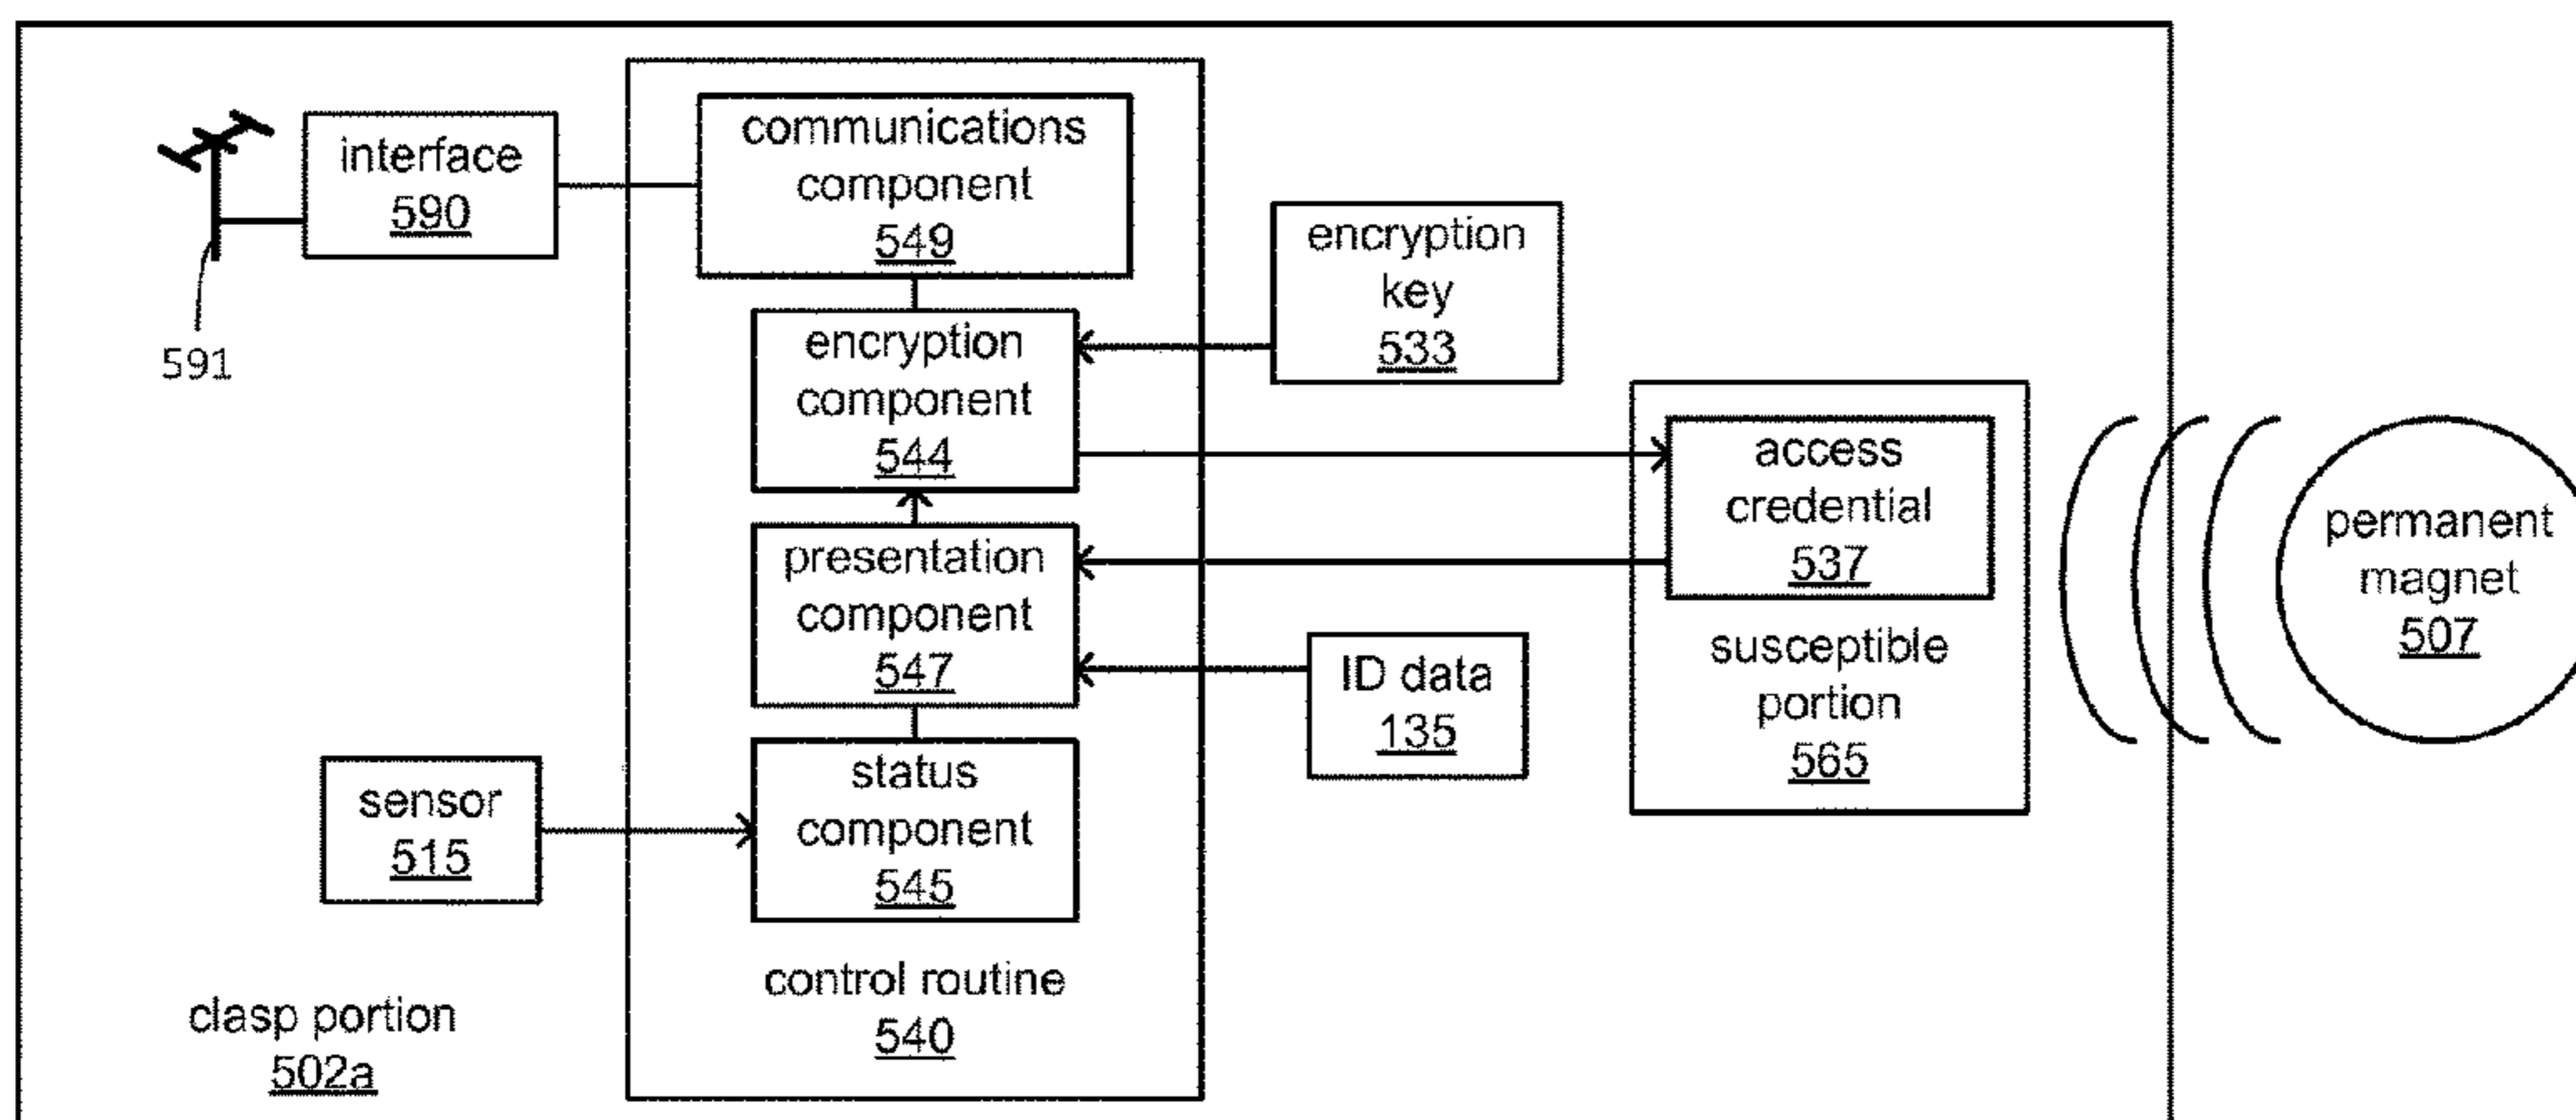 interface
590
591
communications
component
549
encryption
component
544
presentation
component
547
status
component
545
control routine
540
sensor
515
clasp portion
502a
encryption
key
533
access
credential
537
susceptible
portion
565
ID data
135
permanent
magnet
507